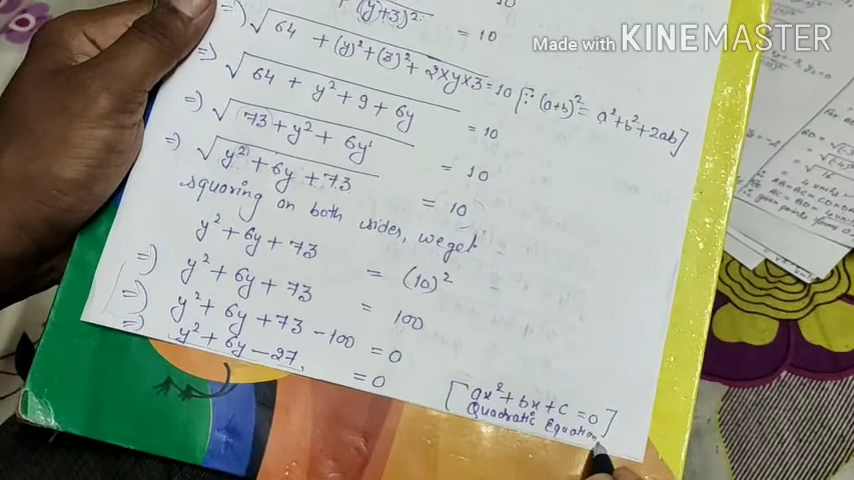 + (y+3)² = 10
=) √64 + (y)² + (3)² + 2xyx3 = 10 [∵ (a+b)² = a²+b²+2ab]
=) √64 + y² + 9 + 6y = 10
=) √73 + y² + 6y = 10
=) √y² + 6y + 73 = 10
squaring on both sides, we get
y² + 6y + 73 = (10)²
=) y² + 6y + 73 = 100
=) y² + 6y + 73 - 100 = 0
=) y² + 6y - 27 = 0
[ax² + bx + c = 0
Quadratic Equation]
Made with KINEMASTER